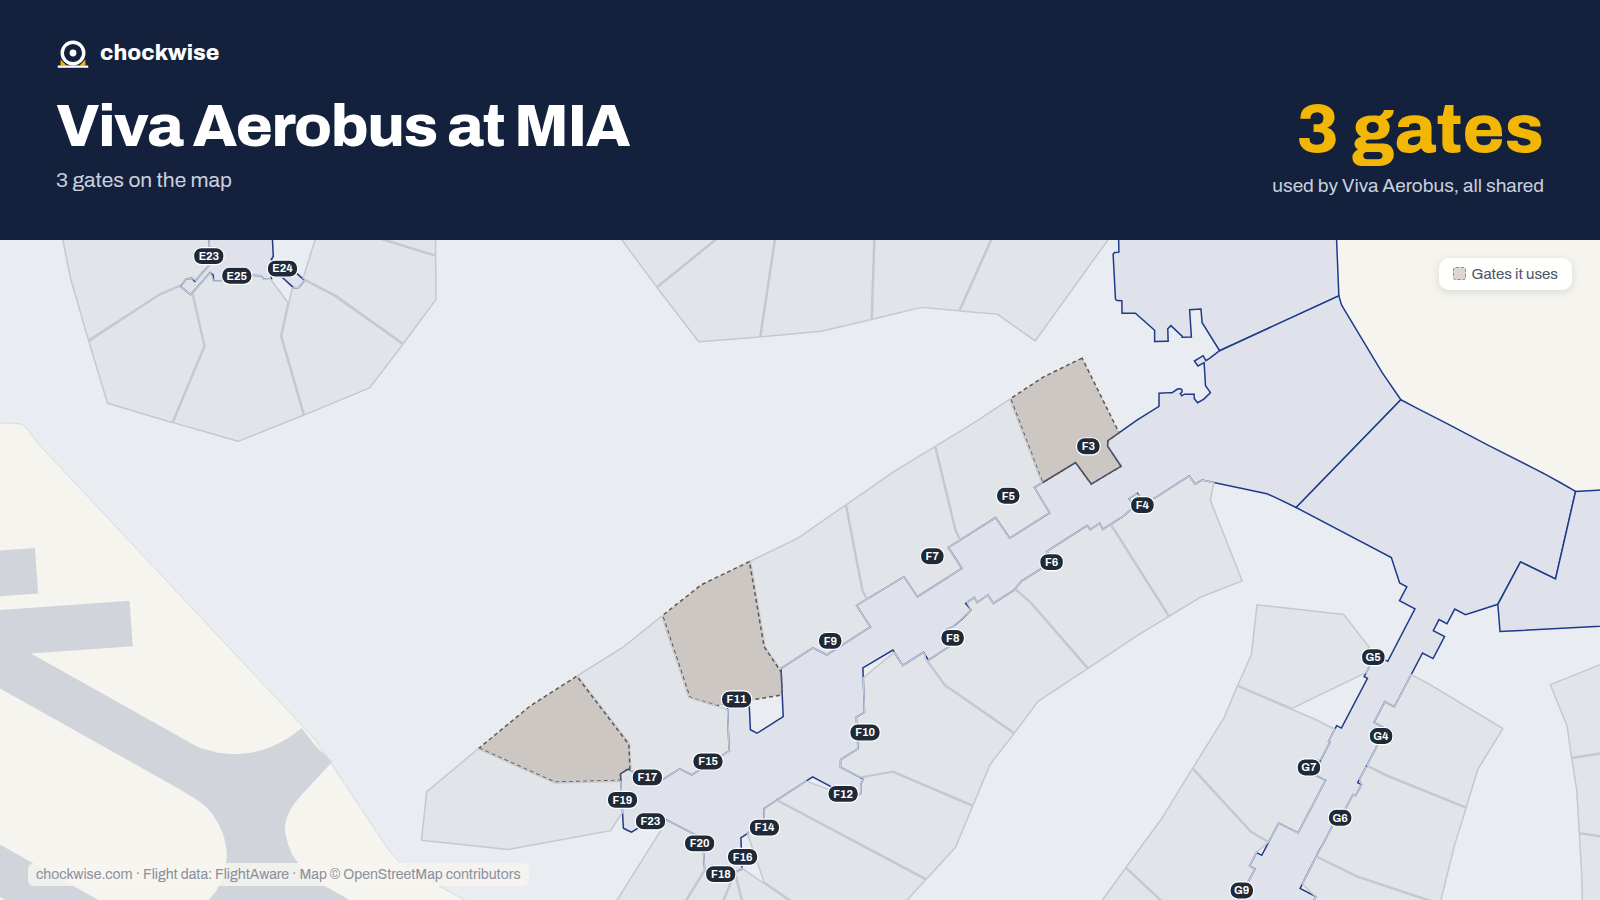 chockwise
Viva Aerobus at MIA
3 gates on the map
3 gates
used by Viva Aerobus, all shared
Gates it uses
E23
E25
E24
F3
F5
F4
F7
F6
F9
F8
F11
F10
F15
F17
F12
F19
F23
F14
F20
F16
F18
G5
G4
G7
G6
G9
chockwise.com · Flight data: FlightAware · Map © OpenStreetMap contributors